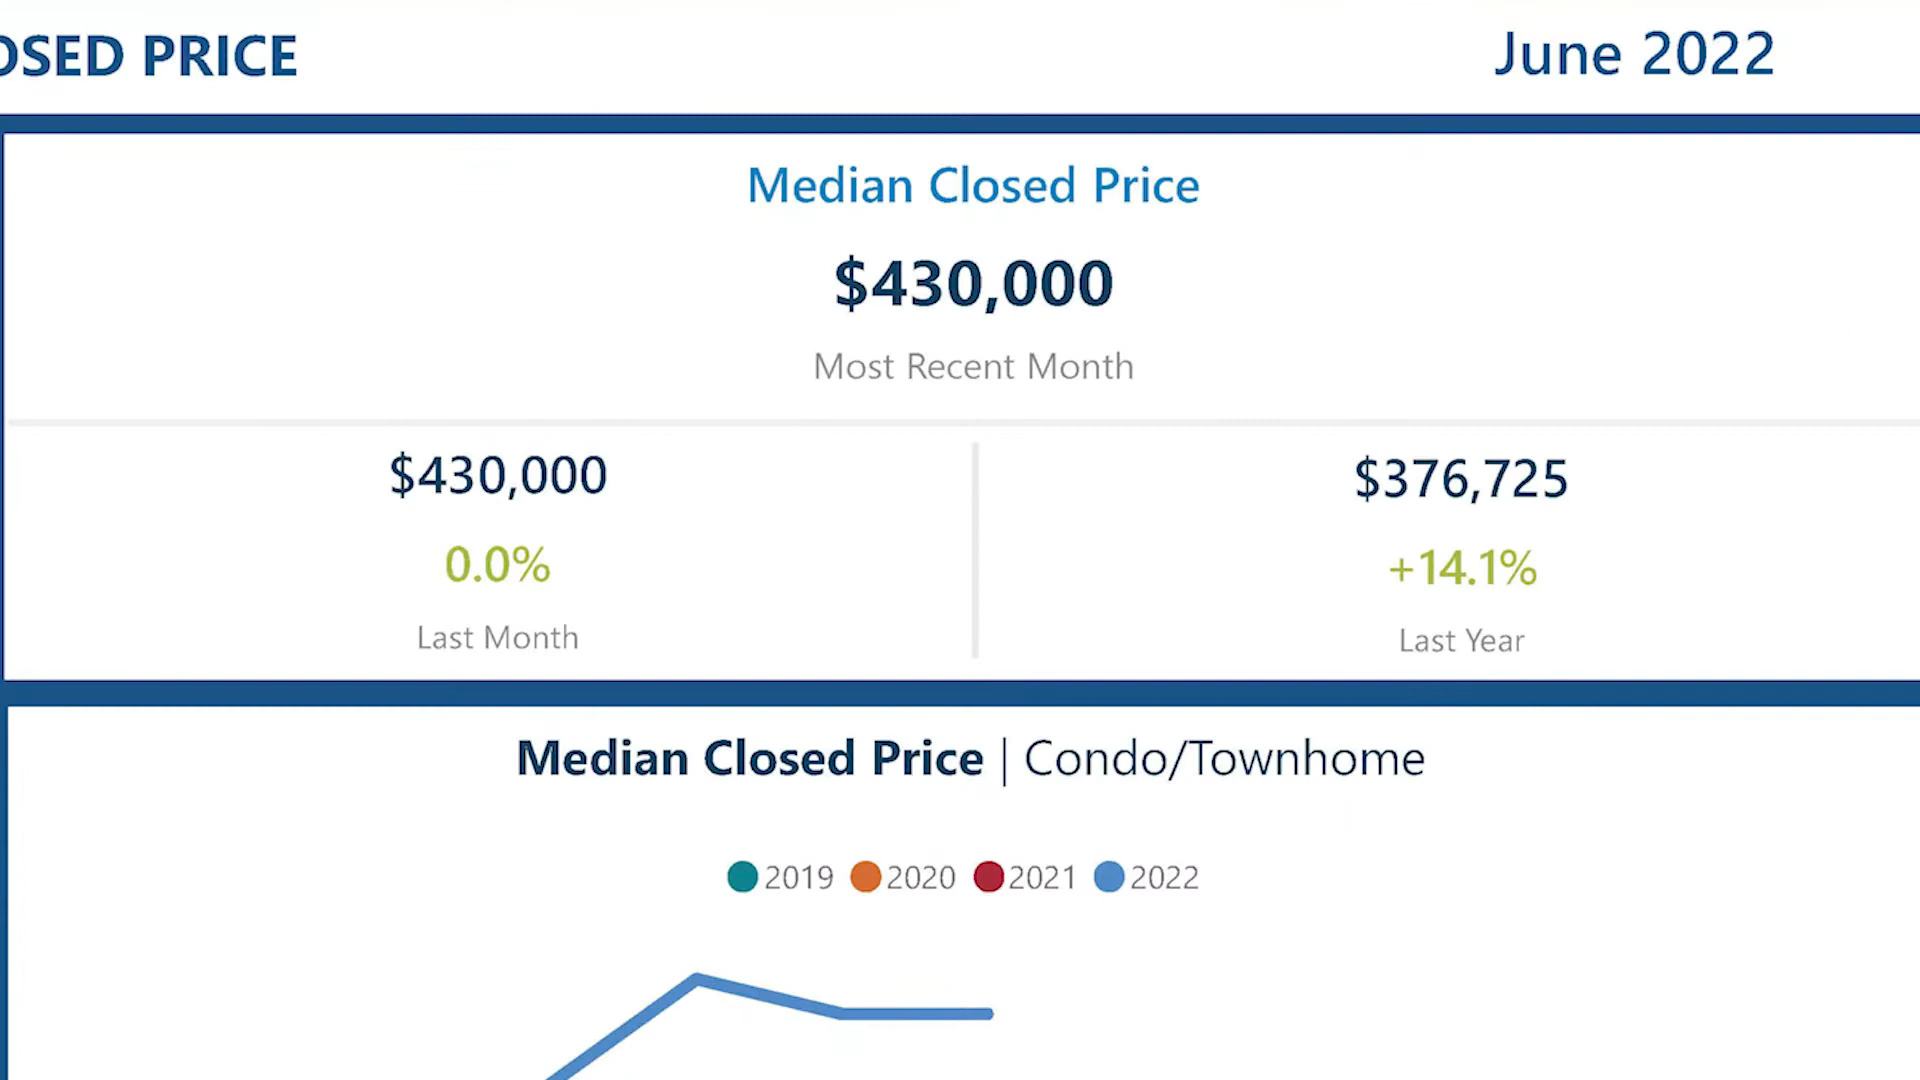 OSED PRICE
June 2022
Median Closed Price
$430,000
Most Recent Month
$430,000
0.0%
Last Month
$376,725
+14.1%
Last Year
Median Closed Price | Condo/Townhome
2019 2020 2021 2022